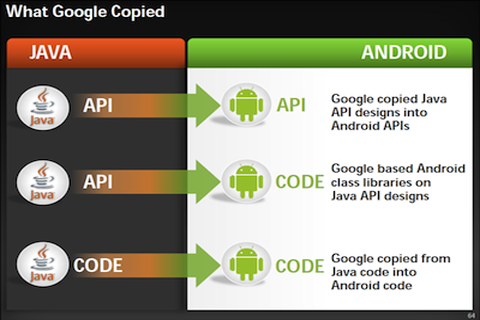 What Google Copied
JAVA
ANDROID
Java
API
API
Google copied Java
API designs into
Android APIs
Java
API
CODE
Google based Android
class libraries on
Java API designs
Java
CODE
CODE
Google copied from
Java code into
Android code
64